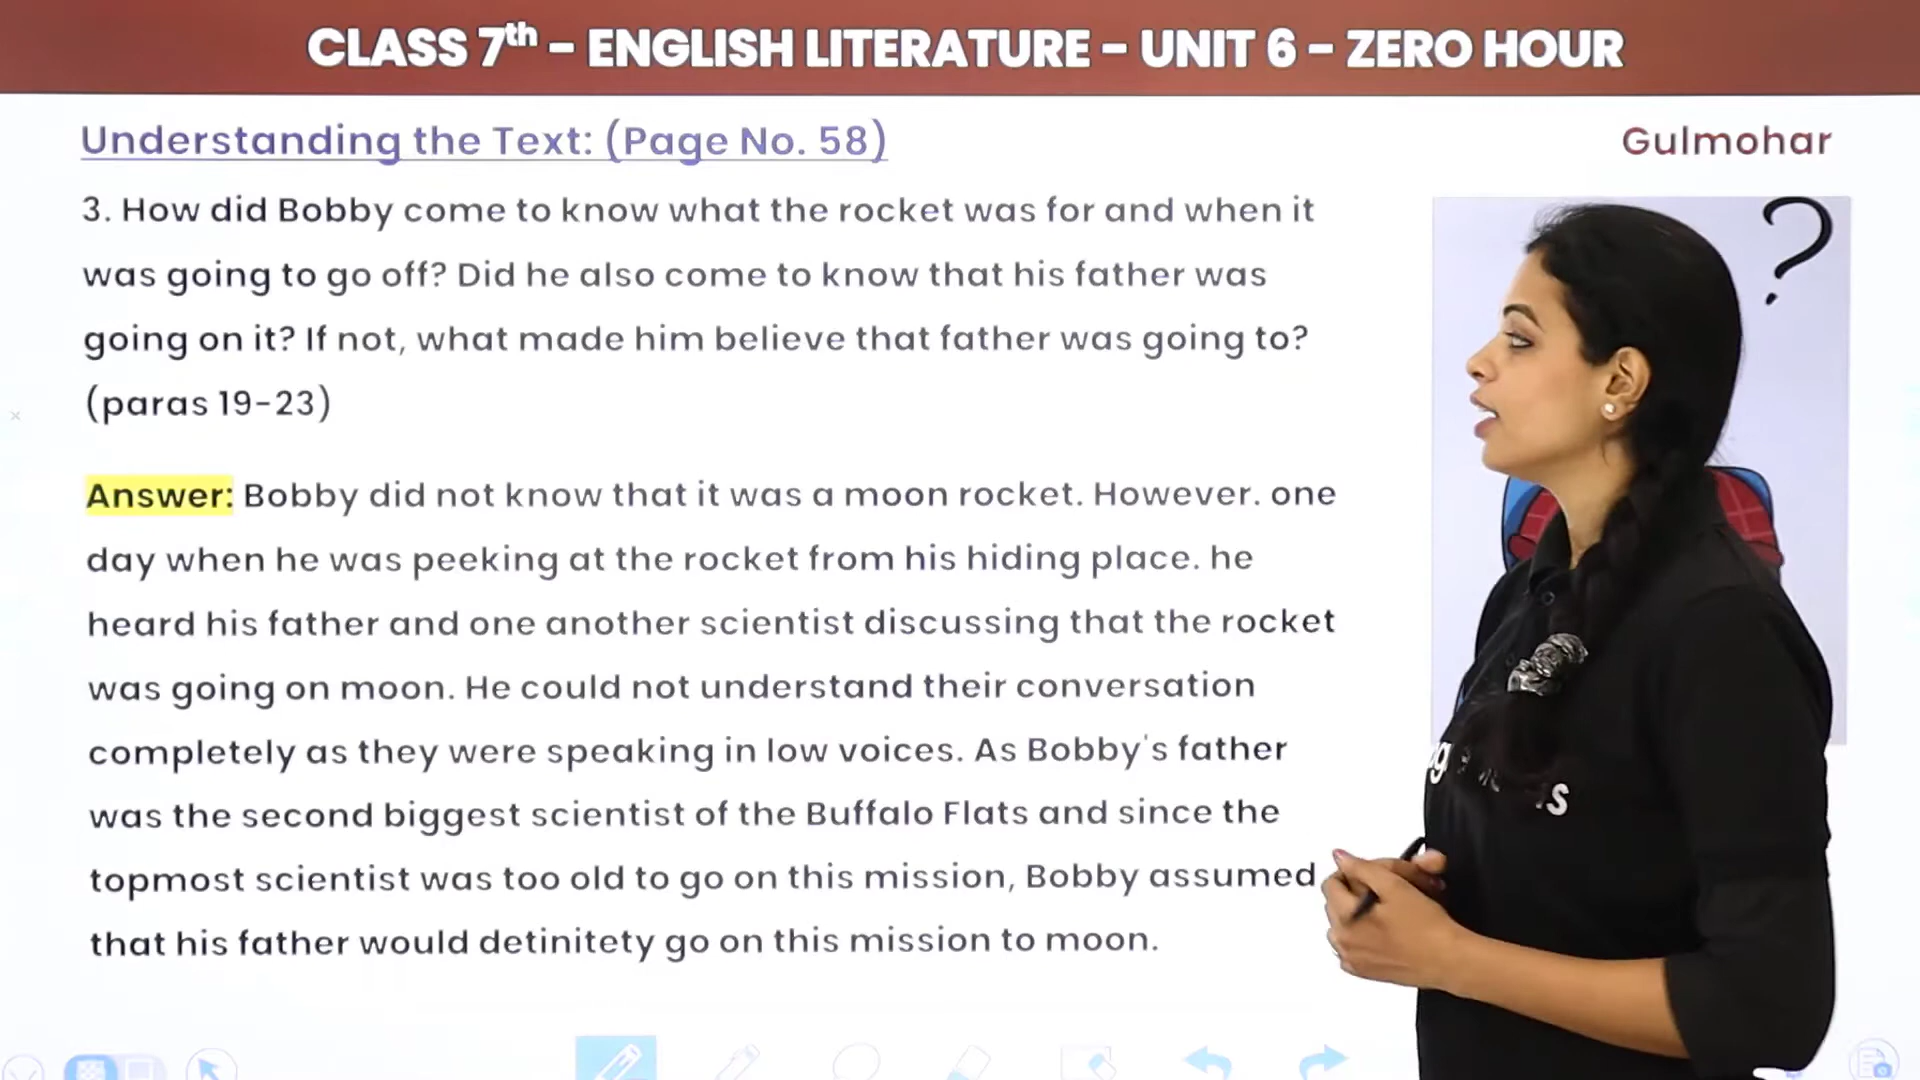 CLASS 7th – ENGLISH LITERATURE – UNIT 6 – ZERO HOUR
Understanding the Text: (Page No. 58)
Gulmohar
3. How did Bobby come to know what the rocket was for and when it
was going to go off? Did he also come to know that his father was
going on it? If not, what made him believe that father was going to?
(paras 19-23)
?
Answer: Bobby did not know that it was a moon rocket. However. one
day when he was peeking at the rocket from his hiding place. he
heard his father and one another scientist discussing that the rocket
was going on moon. He could not understand their conversation
completely as they were speaking in low voices. As Bobby's father
was the second biggest scientist of the Buffalo Flats and since the
topmost scientist was too old to go on this mission, Bobby assumed
that his father would detinitety go on this mission to moon.